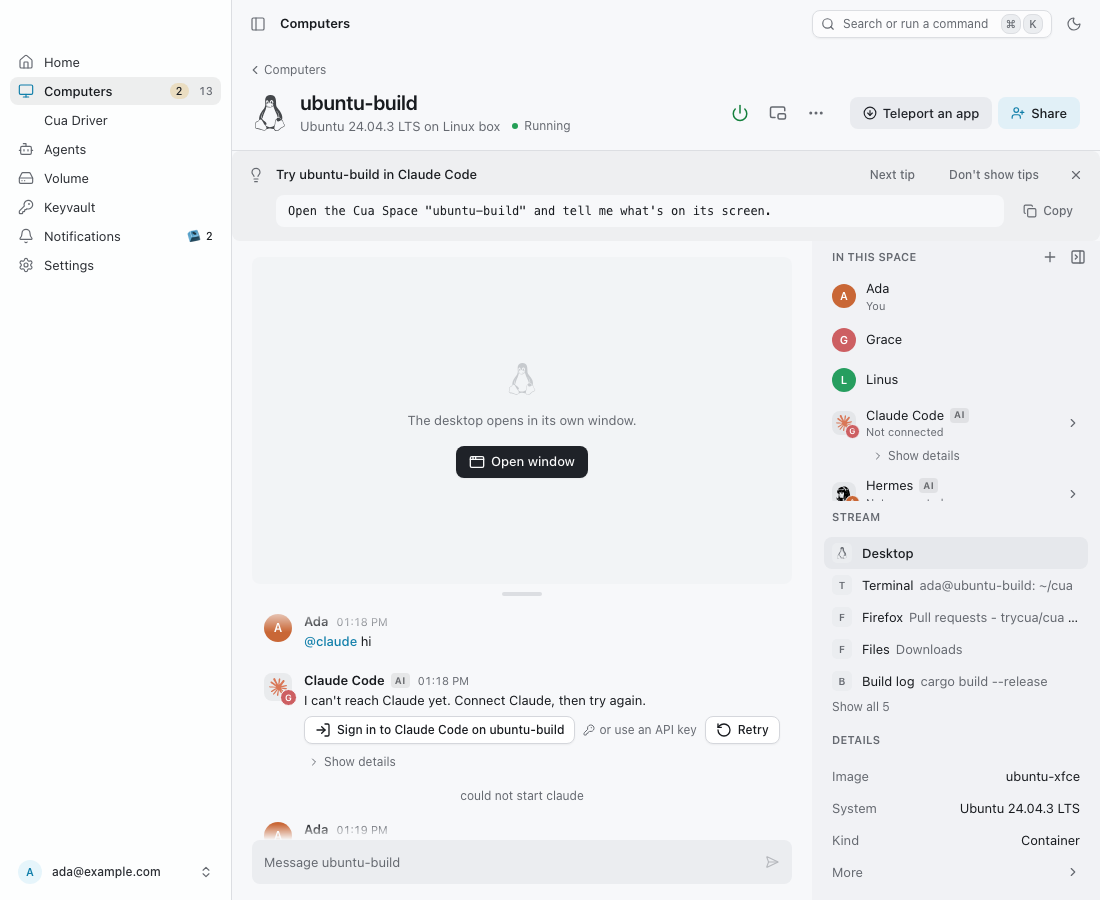 Computers
Search or run a command ⌘ K
Home
Computers 2 13
Cua Driver
Agents
Volume
Keyvault
Notifications 2
Settings
A ada@example.com
Computers
ubuntu-build
Ubuntu 24.04.3 LTS on Linux box Running
Teleport an app
Share
Try ubuntu-build in Claude Code
Next tip
Don't show tips
Open the Cua Space "ubuntu-build" and tell me what's on its screen.
Copy
The desktop opens in its own window.
Open window
A Ada 01:18 PM
@claude hi
G Claude Code AI 01:18 PM
I can't reach Claude yet. Connect Claude, then try again.
Sign in to Claude Code on ubuntu-build or use an API key Retry
Show details
could not start claude
A Ada 01:19 PM
Message ubuntu-build
IN THIS SPACE
A Ada
You
G Grace
L Linus
G Claude Code AI
Not connected
Show details
Hermes AI
STREAM
Desktop
T Terminal ada@ubuntu-build: ~/cua
F Firefox Pull requests - trycua/cua ...
F Files Downloads
B Build log cargo build --release
Show all 5
DETAILS
Image ubuntu-xfce
System Ubuntu 24.04.3 LTS
Kind Container
More